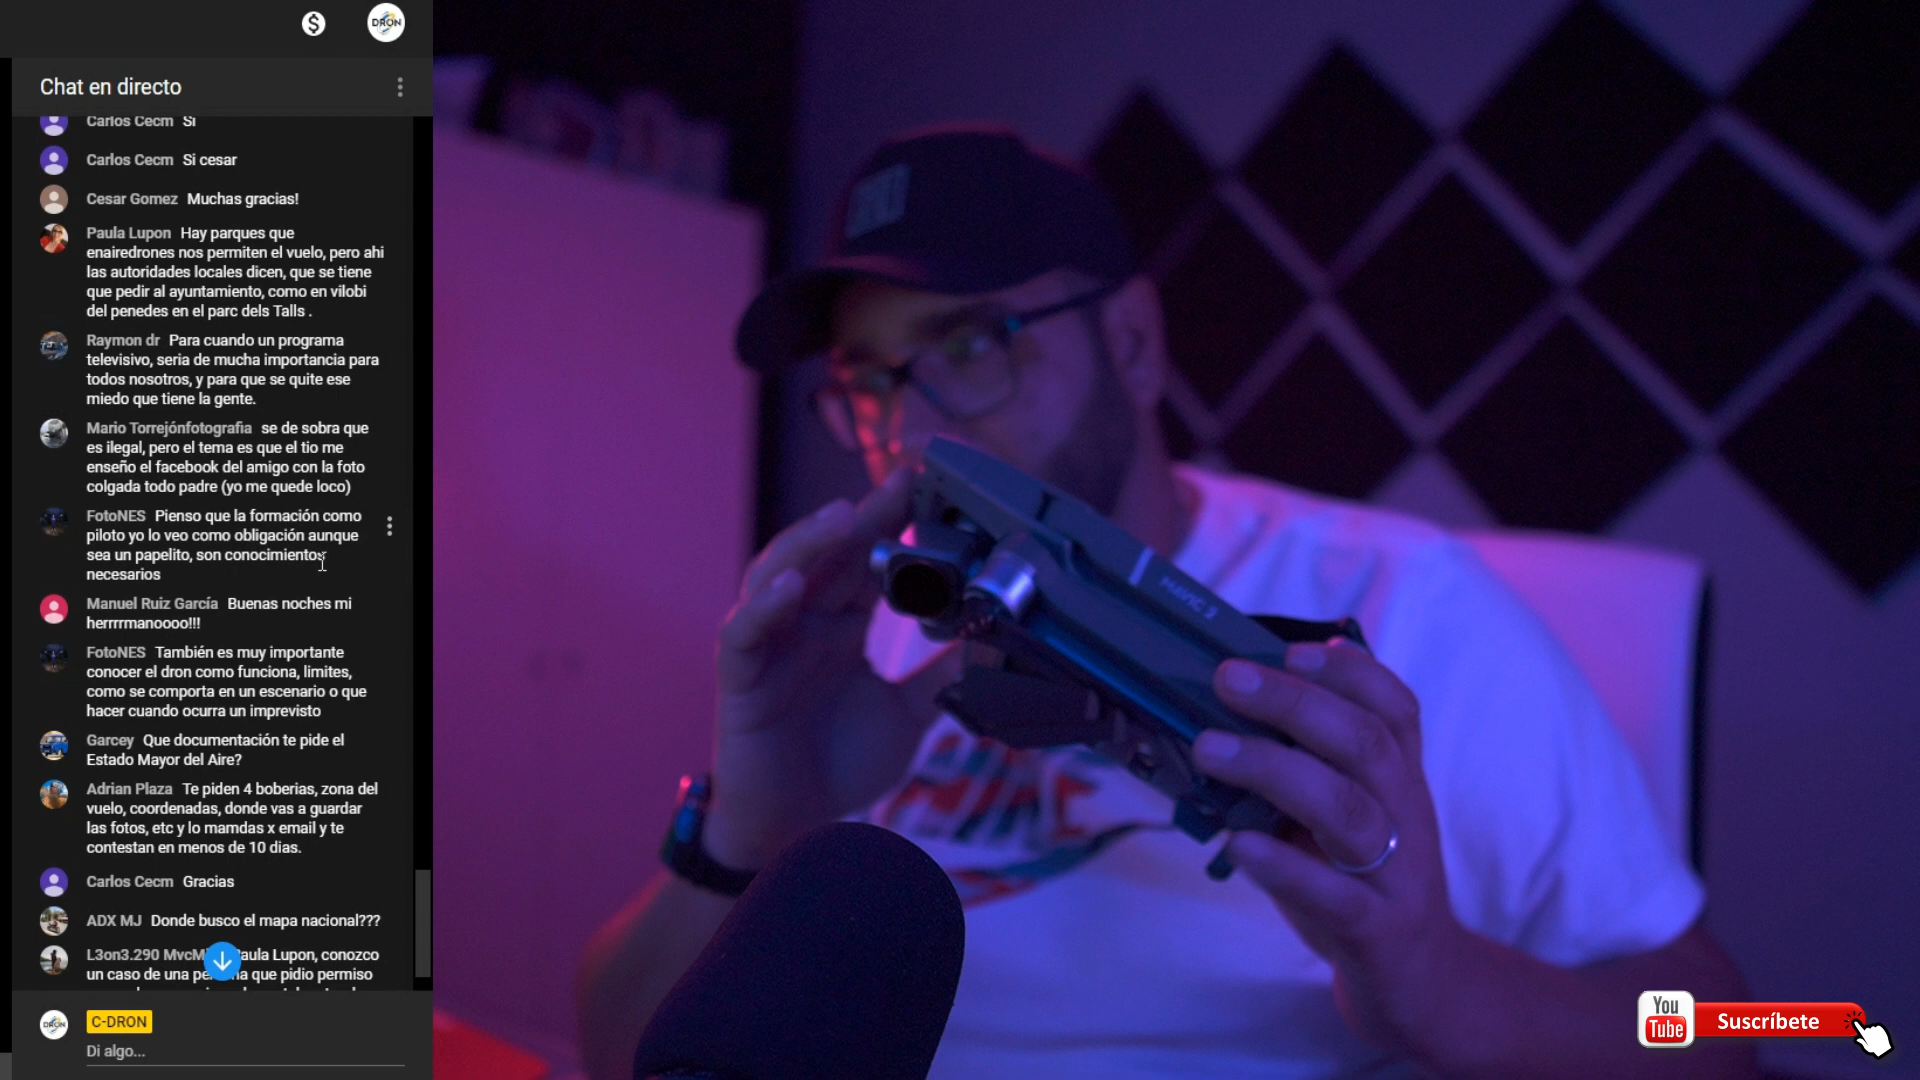 DRON
Chat en directo
Carlos Cecm Si
Carlos Cecm Si cesar
Cesar Gomez Muchas gracias!
Paula Lupon Hay parques que
enairedrones nos permiten el vuelo, pero ahi
las autoridades locales dicen, que se tiene
que pedir al ayuntamiento, como en vilobi
del penedes en el parc dels Talls .
Raymon dr Para cuando un programa
televisivo, seria de mucha importancia para
todos nosotros, y para que se quite ese
miedo que tiene la gente.
Mario Torrejónfotografia se de sobra que
es ilegal, pero el tema es que el tio me
enseño el facebook del amigo con la foto
colgada todo padre (yo me quede loco)
FotoNES Pienso que la formación como
piloto yo lo veo como obligación aunque
sea un papelito, son conocimientos
necesarios
Manuel Ruiz García Buenas noches mi
herrrrmanoooo!!!
FotoNES También es muy importante
conocer el dron como funciona, limites,
como se comporta en un escenario o que
hacer cuando ocurra un imprevisto
Garcey Que documentación te pide el
Estado Mayor del Aire?
Adrian Plaza Te piden 4 boberias, zona del
vuelo, coordenadas, donde vas a guardar
las fotos, etc y lo mamdas x email y te
contestan en menos de 10 dias.
Carlos Cecm Gracias
ADX MJ Donde busco el mapa nacional???
L3on3.290 Lupon, conozco
un caso de una que pidio permiso
DRON C-DRON
Di algo...
MAVIC 2
You
Tube Suscríbete